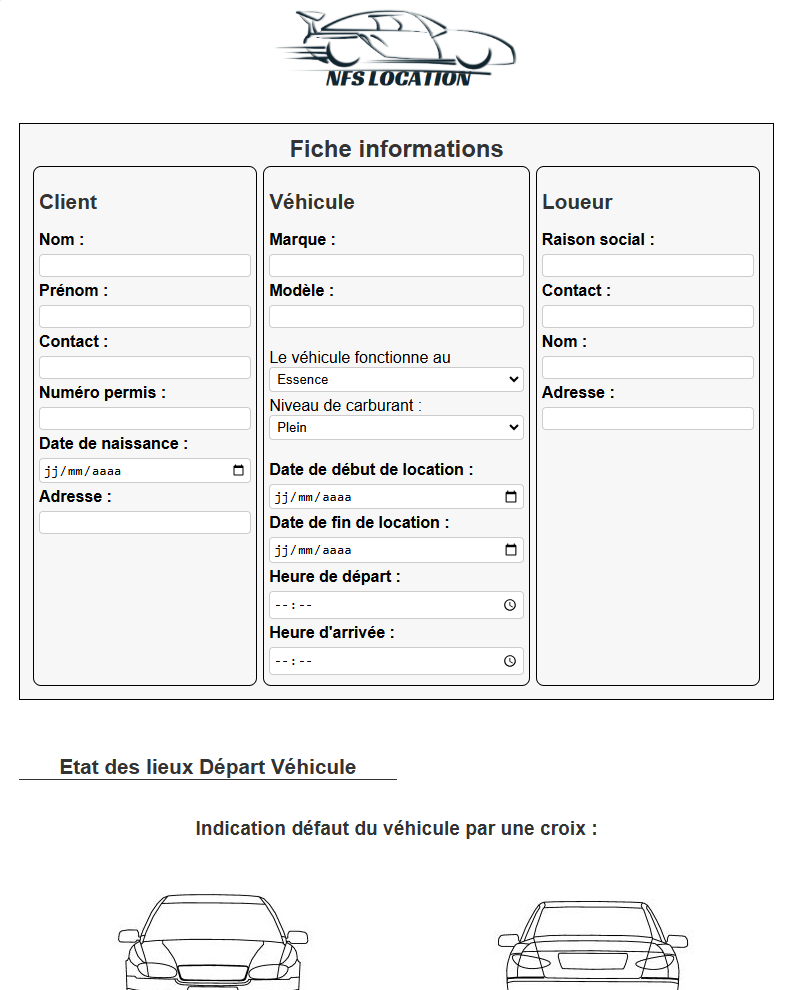 NFS LOCATION
Fiche informations
Client
Nom :
Prénom :
Contact :
Numéro permis :
Date de naissance :
jj/mm/aaaa
Adresse :
Véhicule
Marque :
Modèle :
Le véhicule fonctionne au
Essence
Niveau de carburant :
Plein
Date de début de location :
jj/mm/aaaa
Date de fin de location :
jj/mm/aaaa
Heure de départ :
--:--
Heure d'arrivée :
--:--
Loueur
Raison social :
Contact :
Nom :
Adresse :
Etat des lieux Départ Véhicule
Indication défaut du véhicule par une croix :